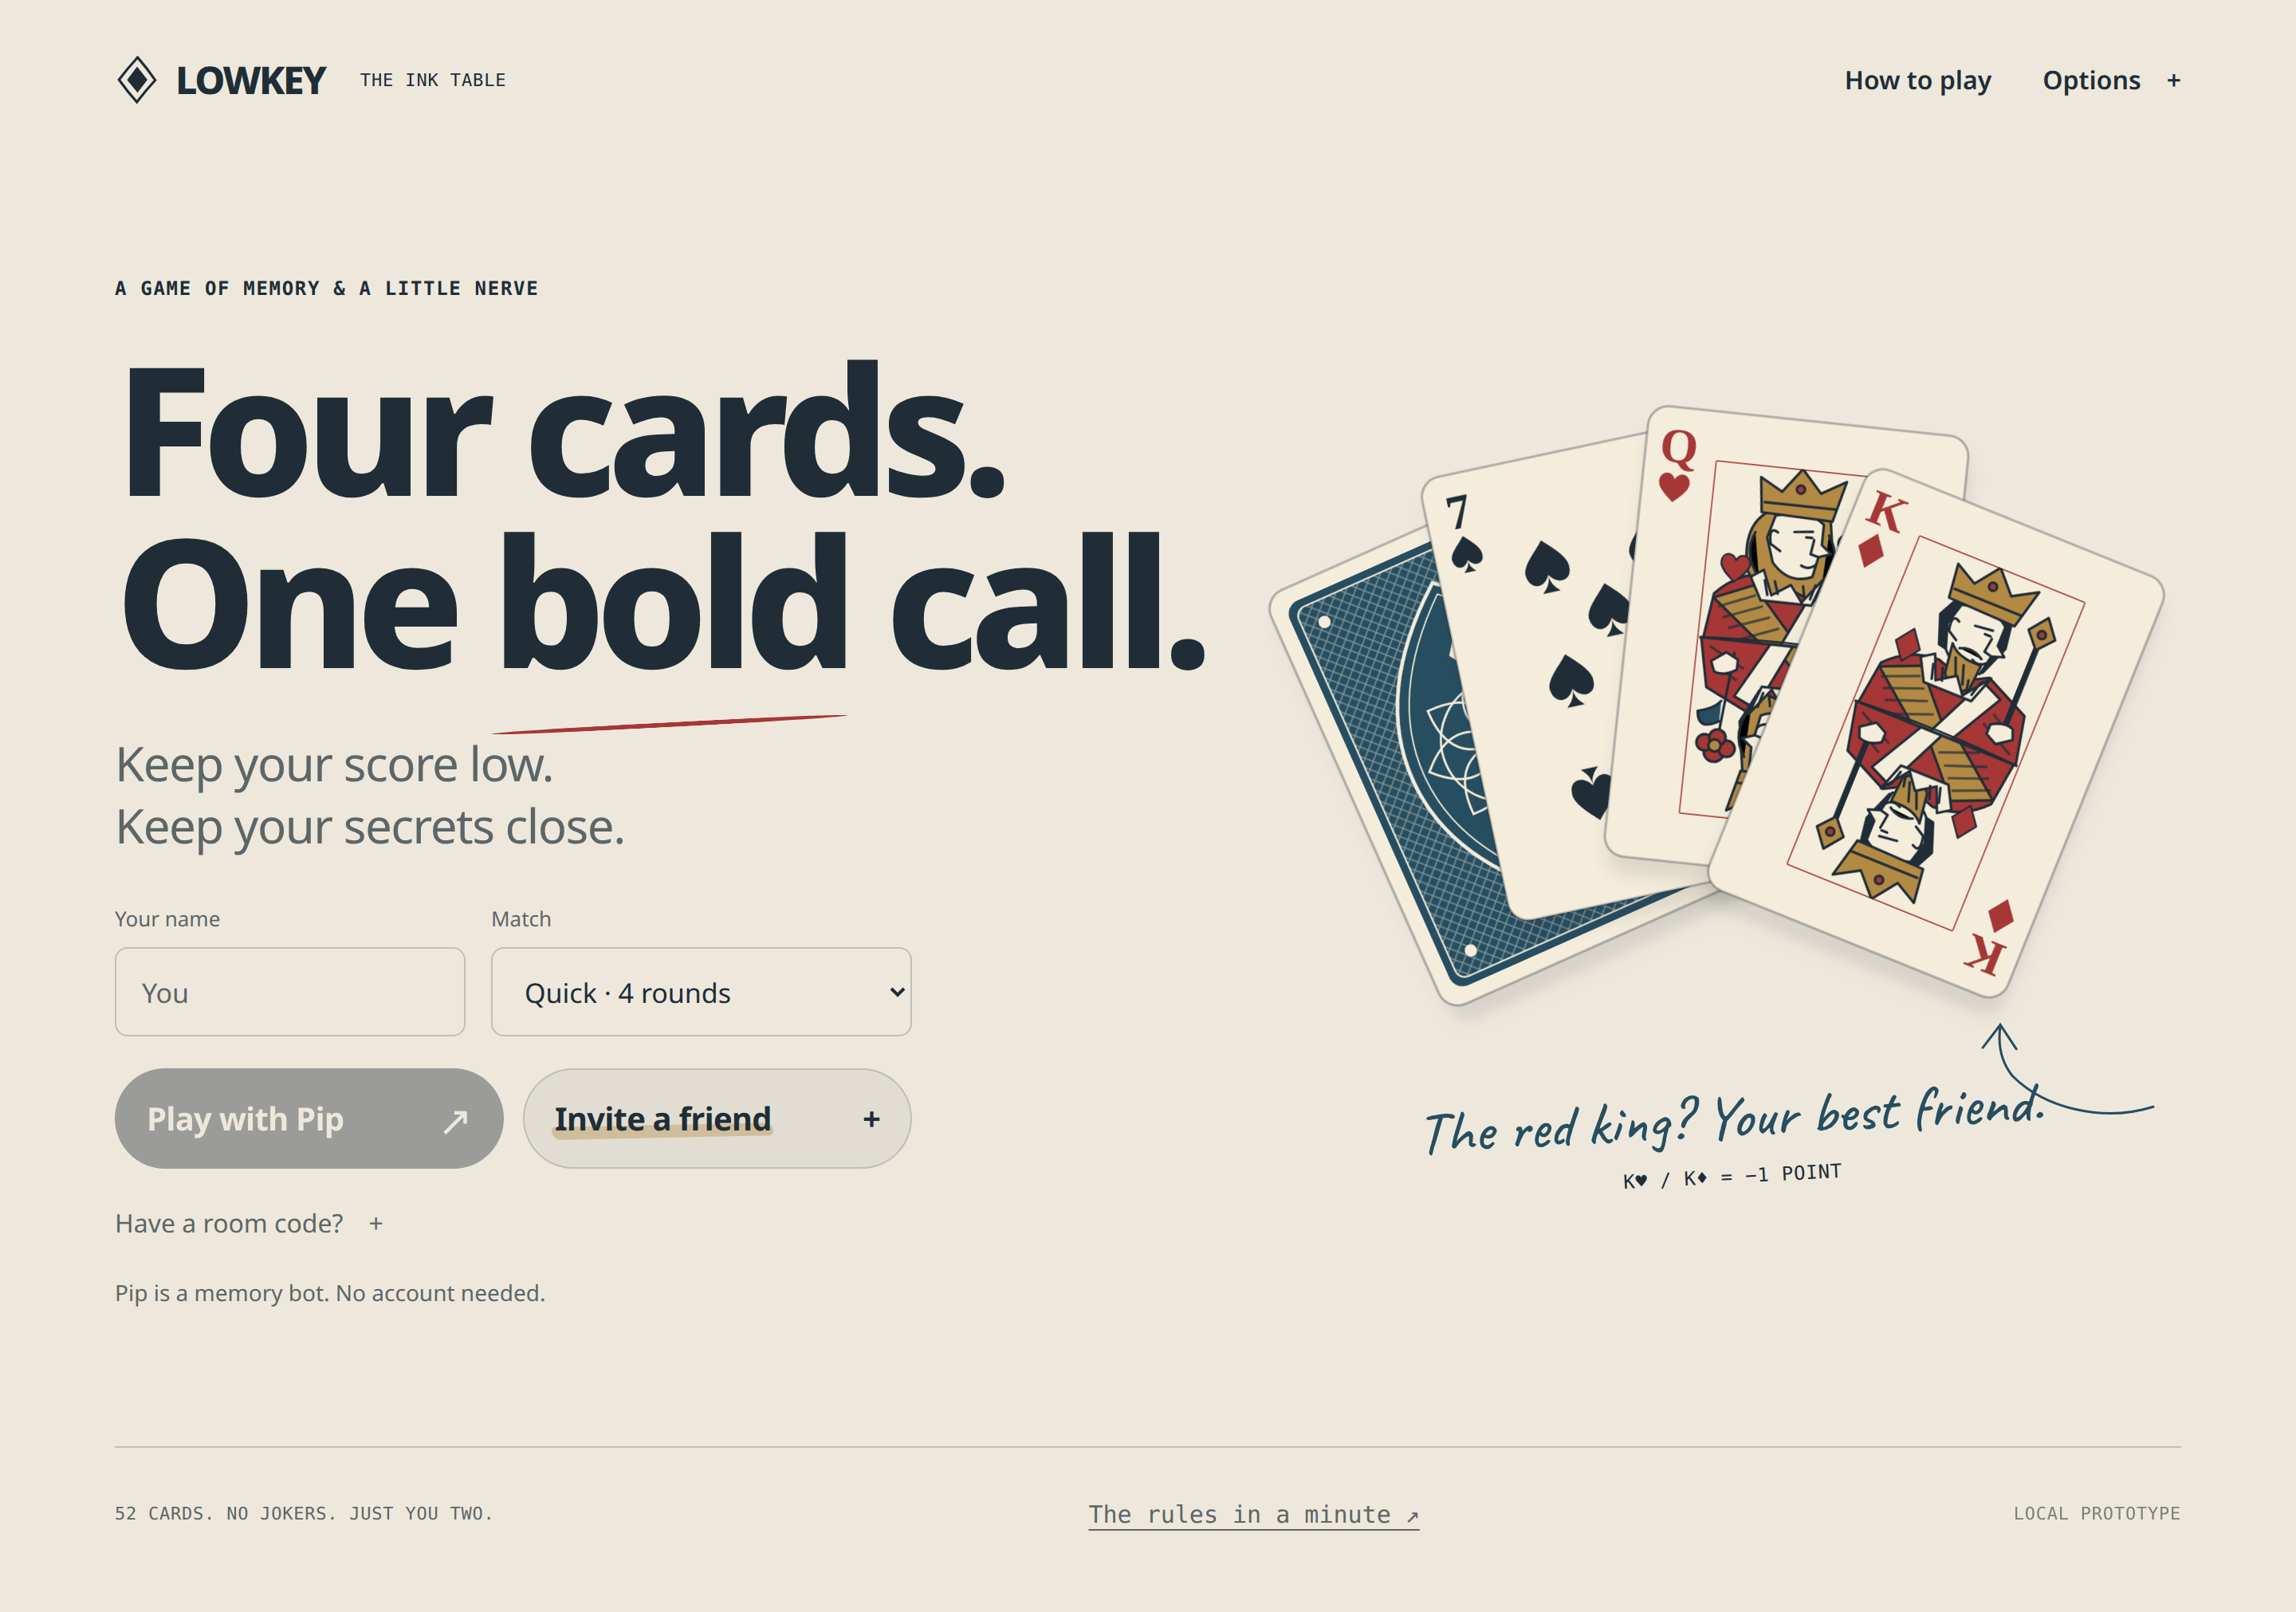 LOWKEY THE INK TABLE How to play Options +
A GAME OF MEMORY & A LITTLE NERVE
Four cards.
One bold call.
Keep your score low.
Keep your secrets close.
Your name Match
You Quick · 4 rounds
Play with Pip ↗ Invite a friend +
Have a room code? +
Pip is a memory bot. No account needed.
7
Q
K
K
The red king? Your best friend.
K♥ / K♦ = −1 POINT
52 CARDS. NO JOKERS. JUST YOU TWO. The rules in a minute ↗ LOCAL PROTOTYPE